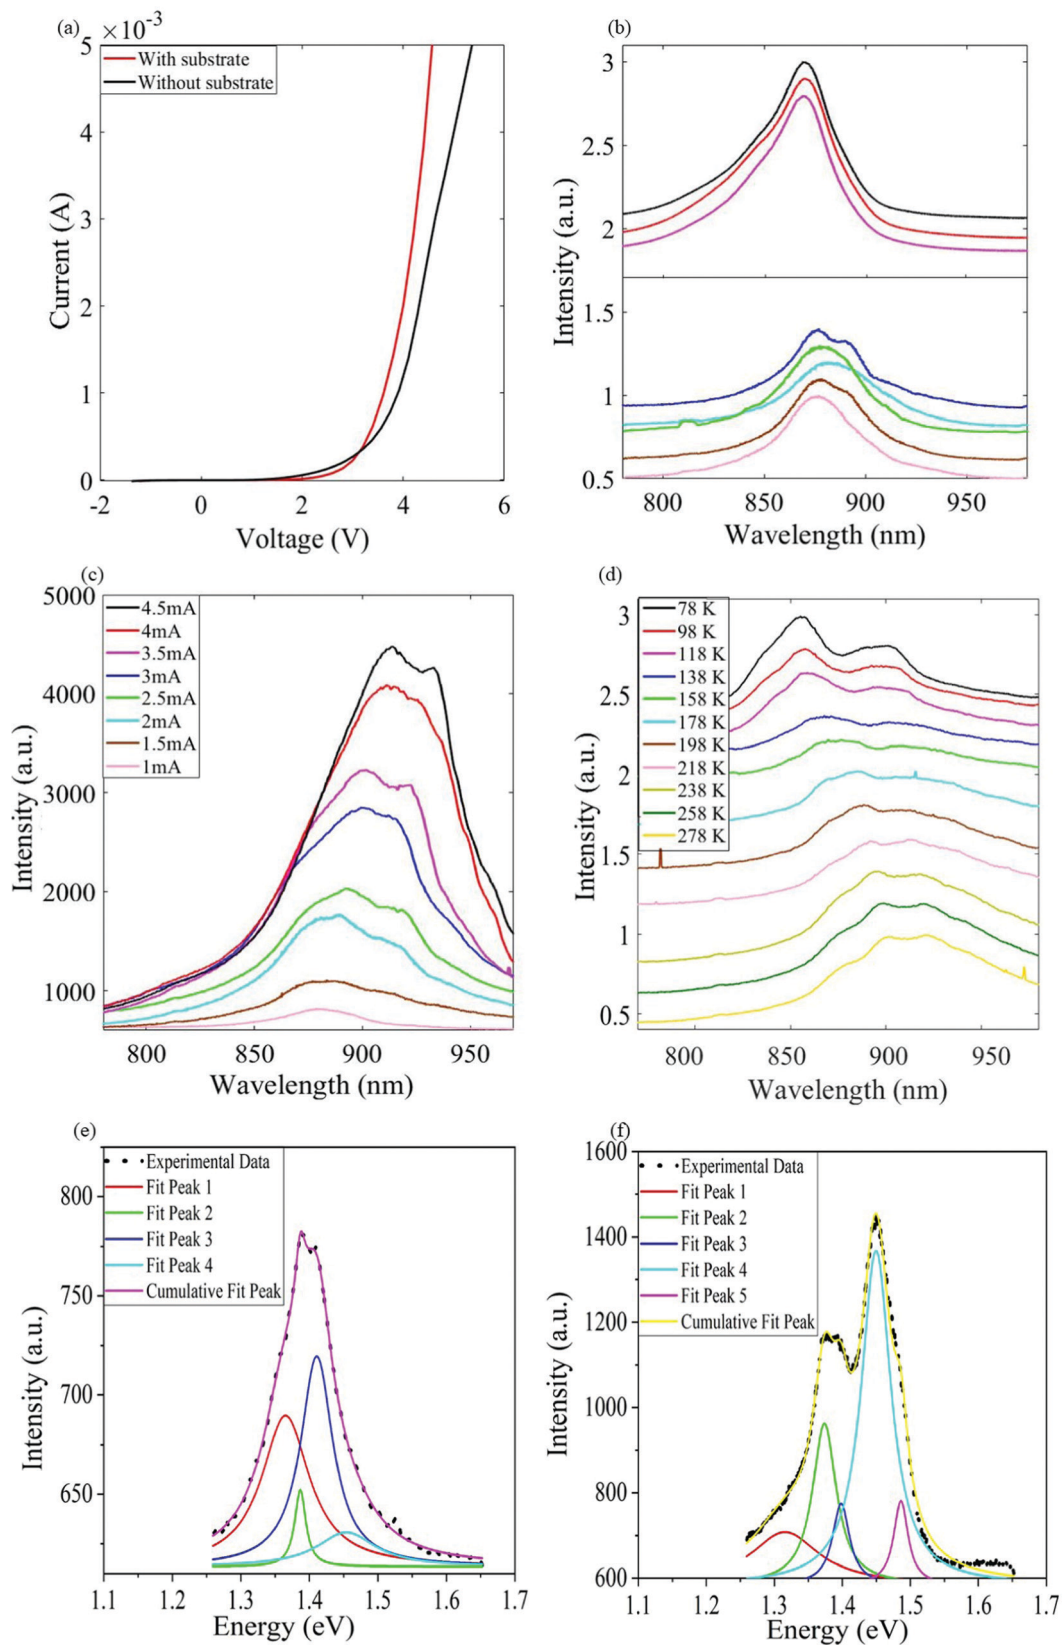 (a)
×10⁻³
5
4
3
2
1
0
-2
0
2
4
6
Current (A)
Voltage (V)
With substrate
Without substrate
(b)
3
2.5
2
1.5
1
0.5
800
850
900
950
Intensity (a.u.)
Wavelength (nm)
(c)
5000
4000
3000
2000
1000
800
850
900
950
Intensity (a.u.)
Wavelength (nm)
4.5mA
4mA
3.5mA
3mA
2.5mA
2mA
1.5mA
1mA
(d)
3
2.5
2
1.5
1
0.5
800
850
900
950
Intensity (a.u.)
Wavelength (nm)
78 K
98 K
118 K
138 K
158 K
178 K
198 K
218 K
238 K
258 K
278 K
(e)
800
750
700
650
1.1
1.2
1.3
1.4
1.5
1.6
1.7
Intensity (a.u.)
Energy (eV)
Experimental Data
Fit Peak 1
Fit Peak 2
Fit Peak 3
Fit Peak 4
Cumulative Fit Peak
(f)
1600
1400
1200
1000
800
600
1.1
1.2
1.3
1.4
1.5
1.6
1.7
Intensity (a.u.)
Energy (eV)
Experimental Data
Fit Peak 1
Fit Peak 2
Fit Peak 3
Fit Peak 4
Fit Peak 5
Cumulative Fit Peak